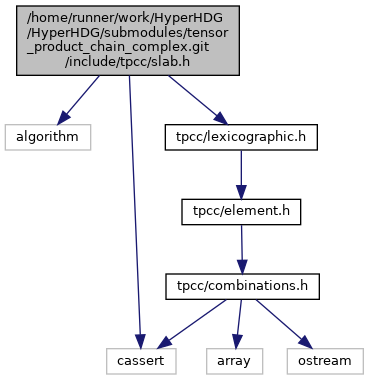 /home/runner/work/HyperHDG
/HyperHDG/submodules/tensor
_product_chain_complex.git
/include/tpcc/slab.h
algorithm
tpcc/lexicographic.h
tpcc/element.h
tpcc/combinations.h
cassert
array
ostream